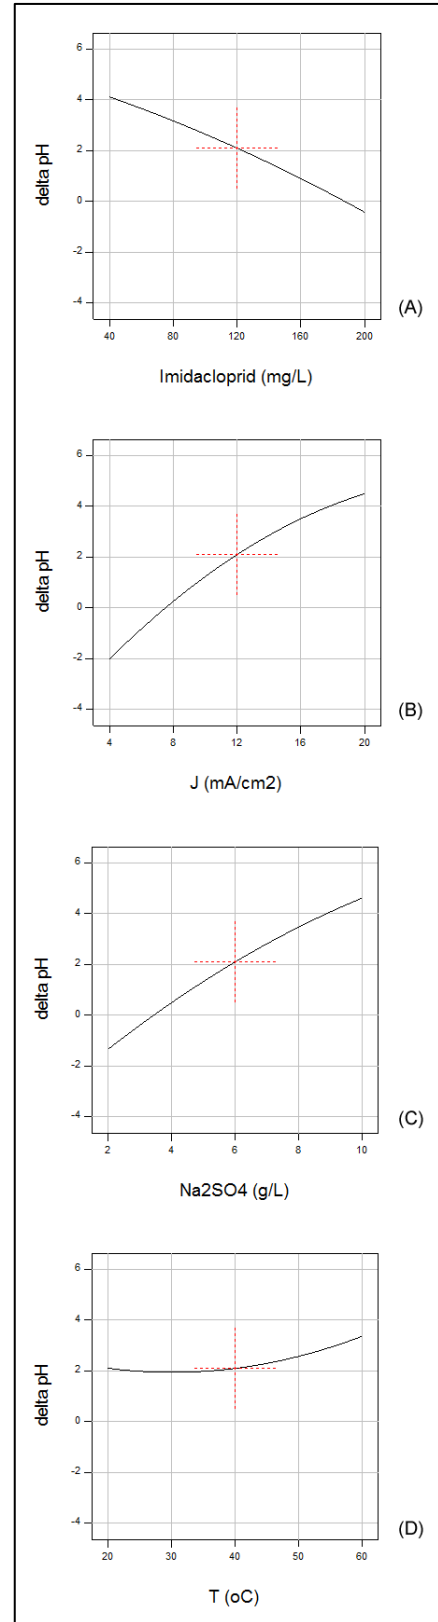 6
4
2
0
-2
-4
delta pH
40 80 120 160 200
Imidacloprid (mg/L)
(A)
6
4
2
0
-2
-4
delta pH
4 8 12 16 20
J (mA/cm2)
(B)
6
4
2
0
-2
-4
delta pH
2 4 6 8 10
Na2SO4 (g/L)
(C)
6
4
2
0
-2
-4
delta pH
20 30 40 50 60
T (oC)
(D)